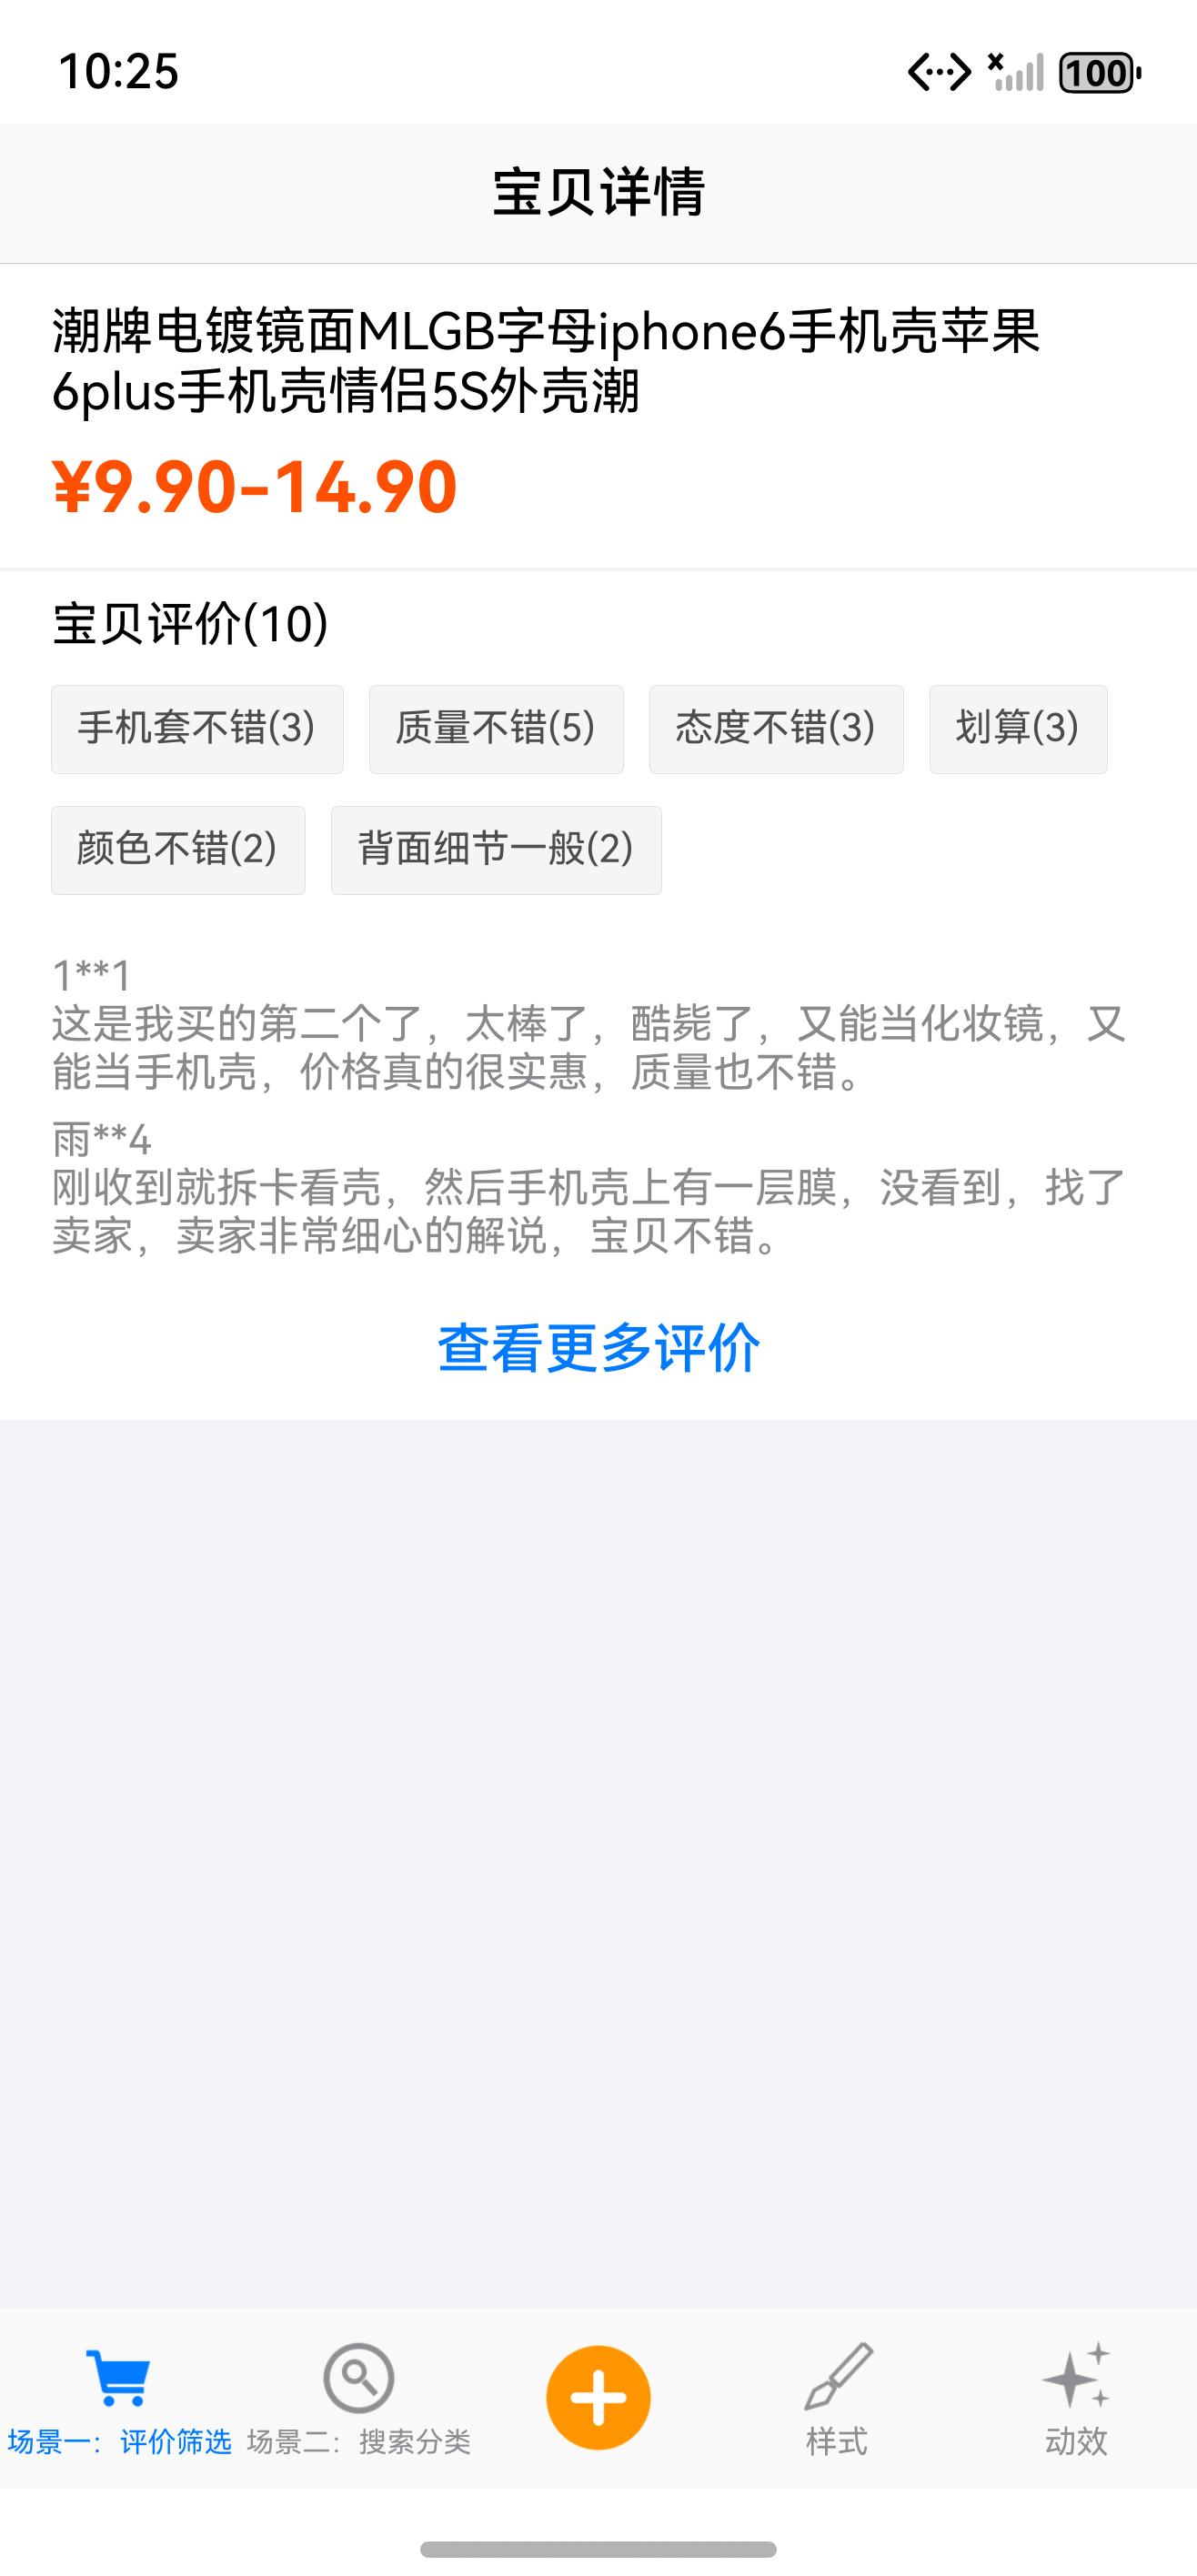 10:25
100
宝贝详情
潮牌电镀镜面MLGB字母iphone6手机壳苹果
6plus手机壳情侣5S外壳潮
¥9.90-14.90
宝贝评价(10)
手机套不错(3)
质量不错(5)
态度不错(3)
划算(3)
颜色不错(2)
背面细节一般(2)
1**1
这是我买的第二个了，太棒了，酷毙了，又能当化妆镜，又
能当手机壳，价格真的很实惠，质量也不错。
雨**4
刚收到就拆卡看壳，然后手机壳上有一层膜，没看到，找了
卖家，卖家非常细心的解说，宝贝不错。
查看更多评价
场景一：评价筛选
场景二：搜索分类
样式
动效